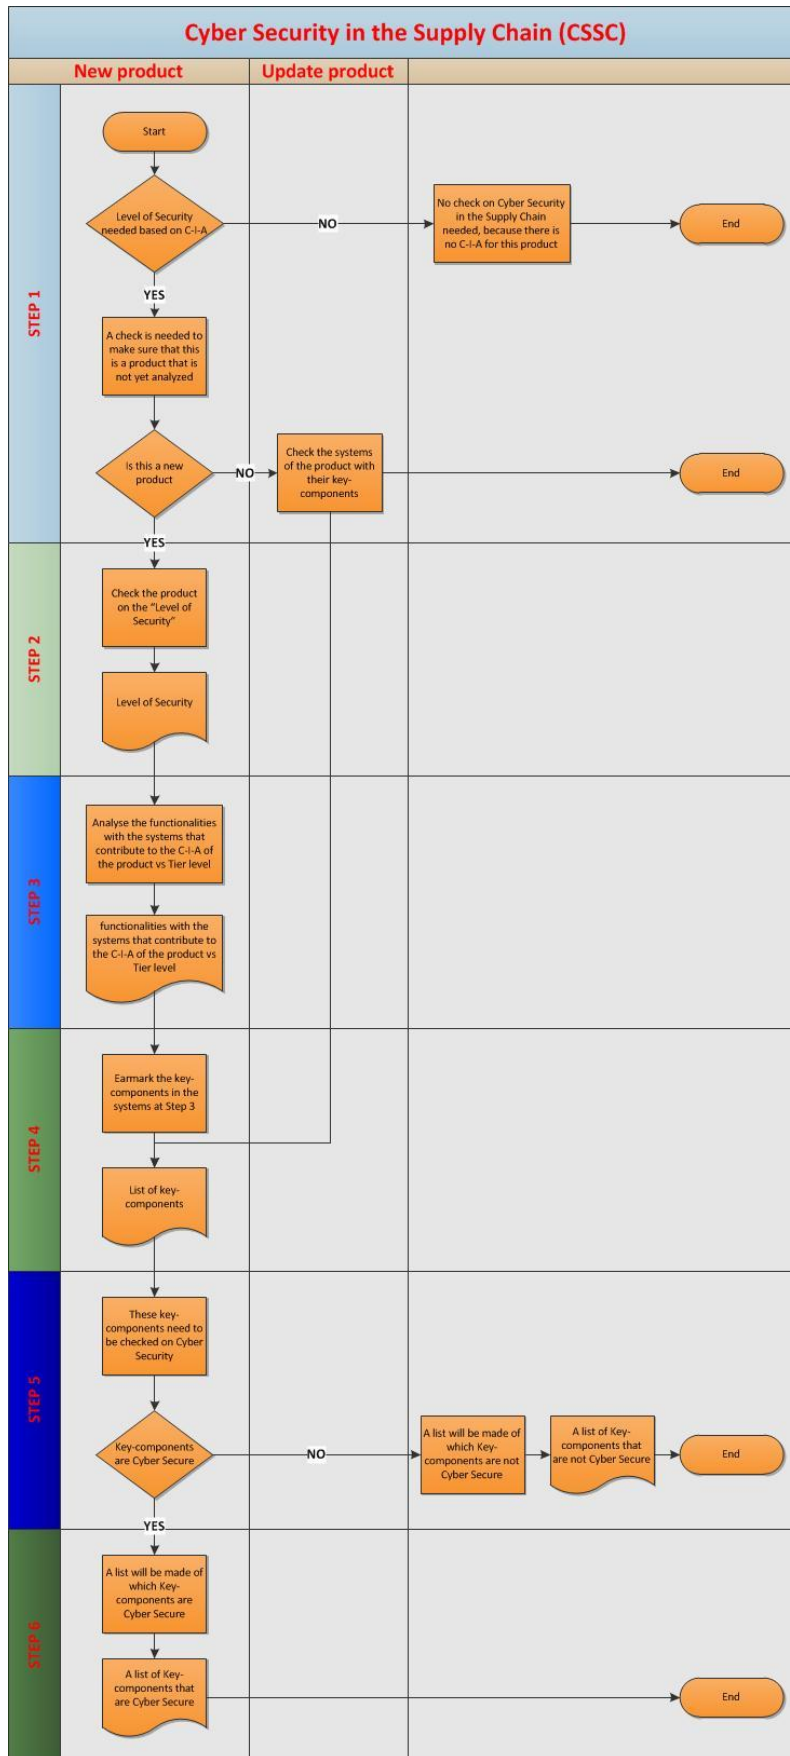 Cyber Security in the Supply Chain (CSSC)
New product
Update product
STEP 1
Start
Level of Security
needed based on C-I-A
NO
No check on Cyber Security
in the Supply Chain
needed, because there is
no C-I-A for this product
End
YES
A check is needed to
make sure that this
is a product that is
not yet analyzed
Is this a new
product
NO
Check the systems
of the product with
their key-
components
End
YES
STEP 2
Check the product
on the “Level of
Security”
Level of Security
STEP 3
Analyse the functionalities
with the systems that
contribute to the C-I-A of
the product vs Tier level
functionalities with the
systems that contribute to
the C-I-A of the product vs
Tier level
STEP 4
Earmark the key-
components in the
systems at Step 3
List of key-
components
STEP 5
These key-
components need to
be checked on Cyber
Security
Key-components
are Cyber Secure
NO
A list will be made of
which Key-
components are not
Cyber Secure
A list of Key-
components that
are not Cyber Secure
End
YES
STEP 6
A list will be made of
which Key-
components are
Cyber Secure
A list of Key-
components that
are Cyber Secure
End